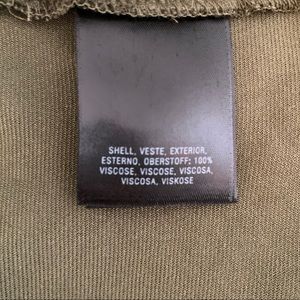 SHELL, VESTE, EXTERIOR,
ESTERNO, OBERSTOFF: 100%
VISCOSE, VISCOSE, VISCOSA,
VISCOSA, VISKOSE